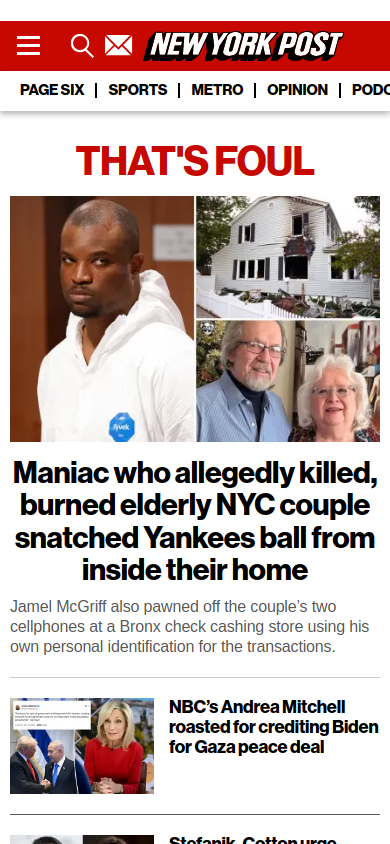 NEW YORK POST
PAGE SIX | SPORTS | METRO | OPINION | PODC
THAT'S FOUL
Tyvek
Maniac who allegedly killed,
burned elderly NYC couple
snatched Yankees ball from
inside their home
Jamel McGriff also pawned off the couple’s two
cellphones at a Bronx check cashing store using his
own personal identification for the transactions.
NBC’s Andrea Mitchell
roasted for crediting Biden
for Gaza peace deal
Stefanik, Cotton urge